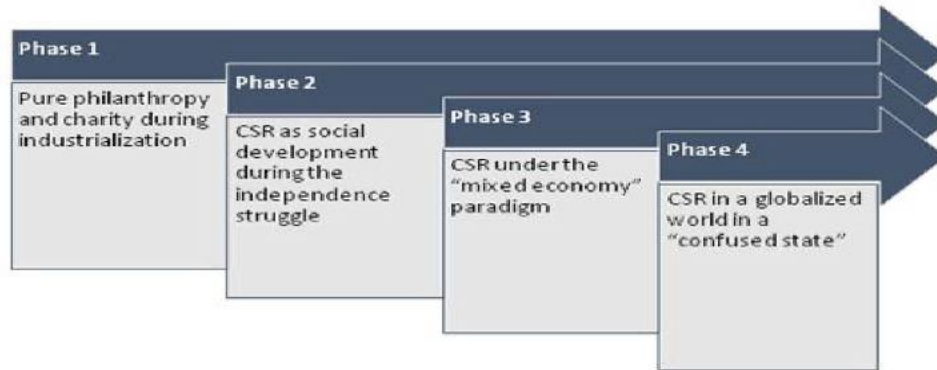 Phase 1
Pure philanthropy
and charity during
industrialization
Phase 2
CSR as social
development
during the
independence
struggle
Phase 3
CSR under the
“mixed economy”
paradigm
Phase 4
CSR in a globalized
world in a
“confused state”